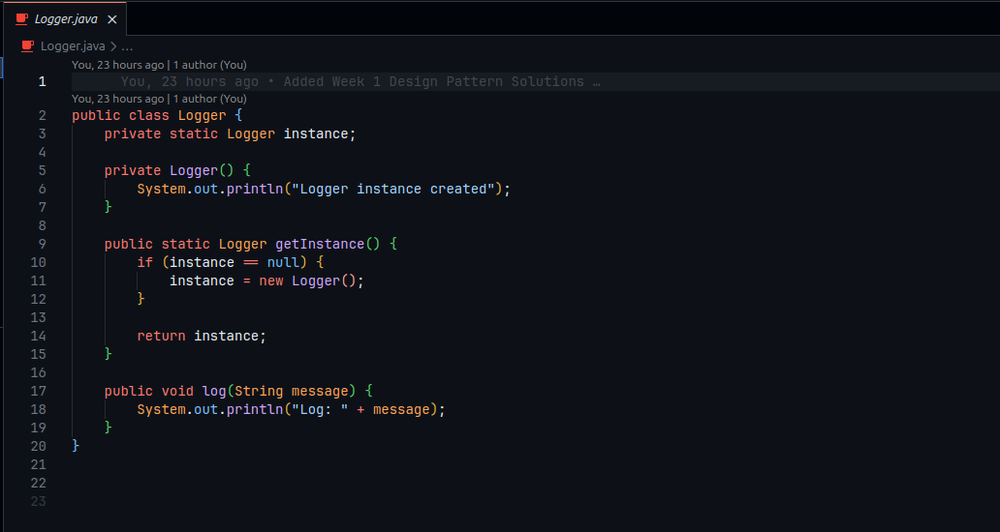 Logger.java ×
Logger.java > ...
You, 23 hours ago | 1 author (You)
1 You, 23 hours ago • Added Week 1 Design Pattern Solutions …
You, 23 hours ago | 1 author (You)
2 public class Logger {
3     private static Logger instance;
4
5     private Logger() {
6         System.out.println("Logger instance created");
7     }
8
9     public static Logger getInstance() {
10         if (instance == null) {
11             instance = new Logger();
12         }
13
14         return instance;
15     }
16
17     public void log(String message) {
18         System.out.println("Log: " + message);
19     }
20 }
21
22
23